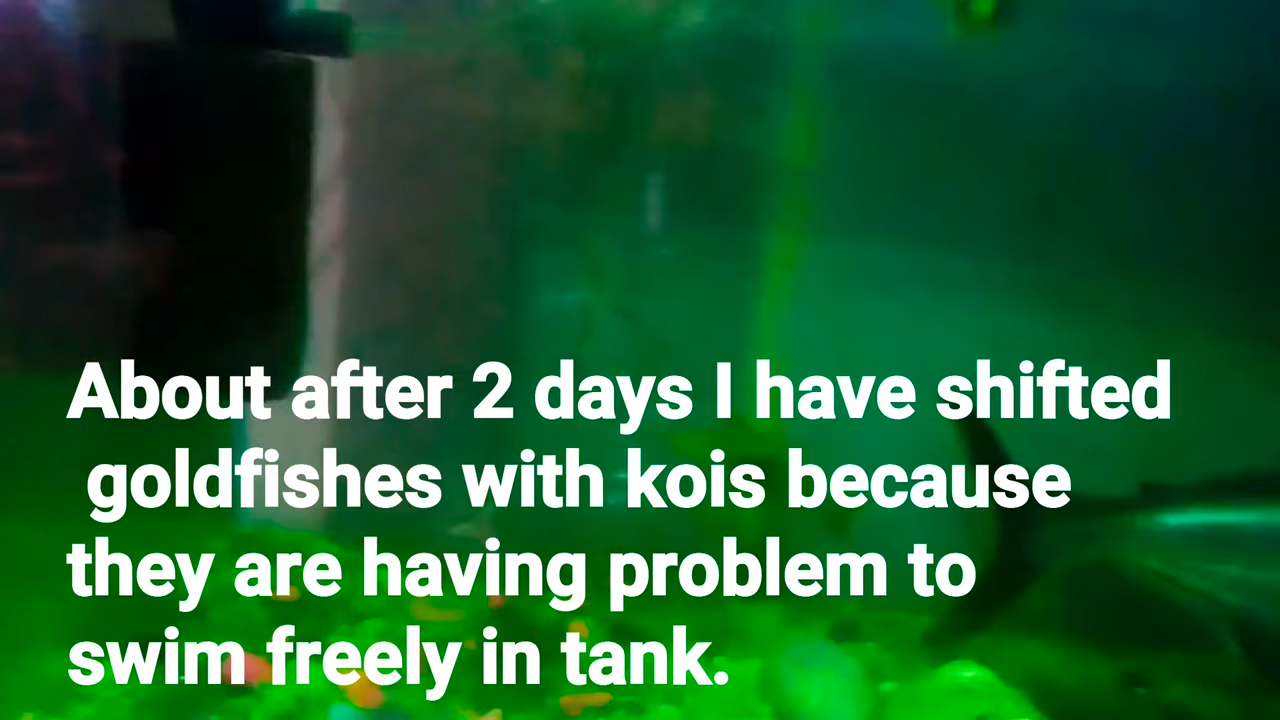 About after 2 days I have shifted
goldfishes with kois because
they are having problem to
swim freely in tank.